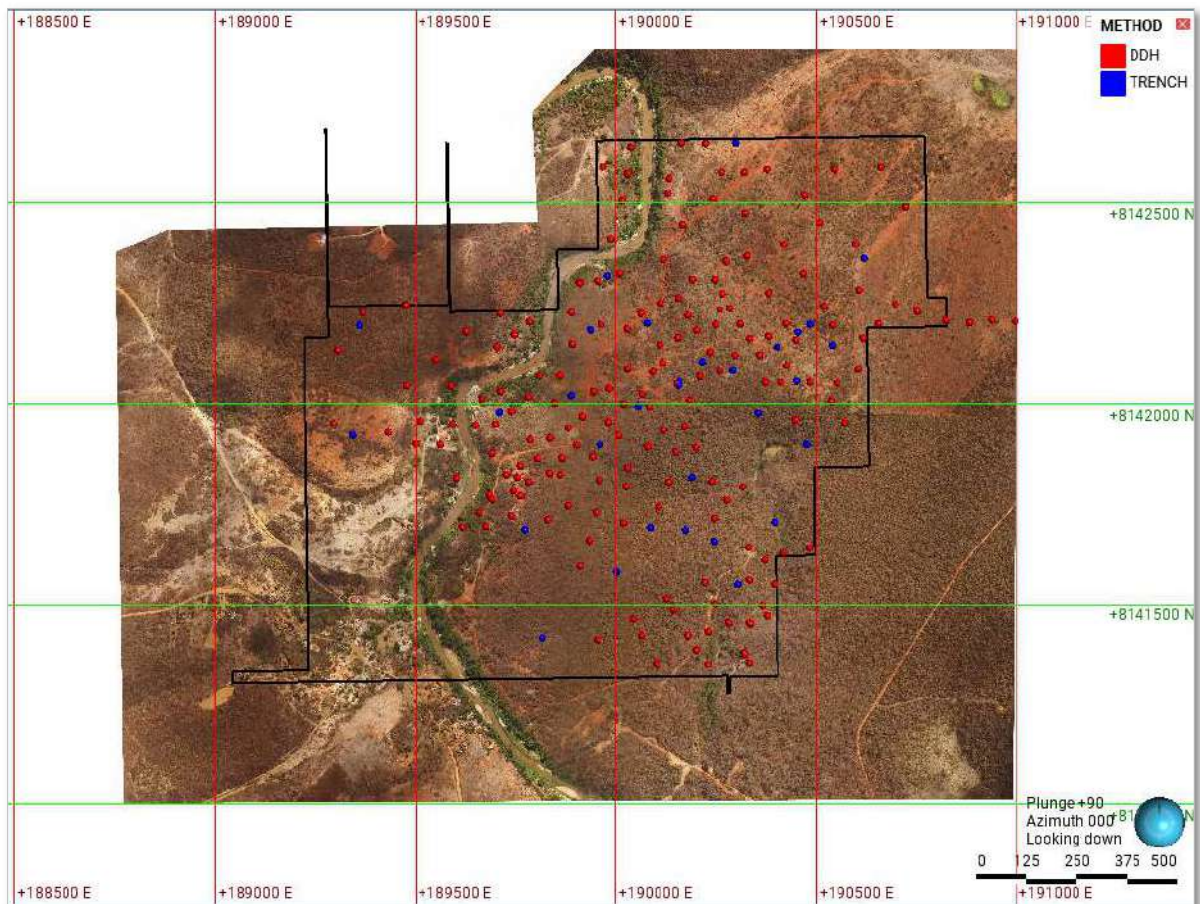 +188500 E
+189000 E
+189500 E
+190000 E
+190500 E
+191000 E
METHOD
DDH
TRENCH
+8142500 N
+8142000 N
+8141500 N
Plunge +90
Azimuth 000
Looking down
0 125 250 375 500
+188500 E
+189000 E
+189500 E
+190000 E
+190500 E
+191000 E